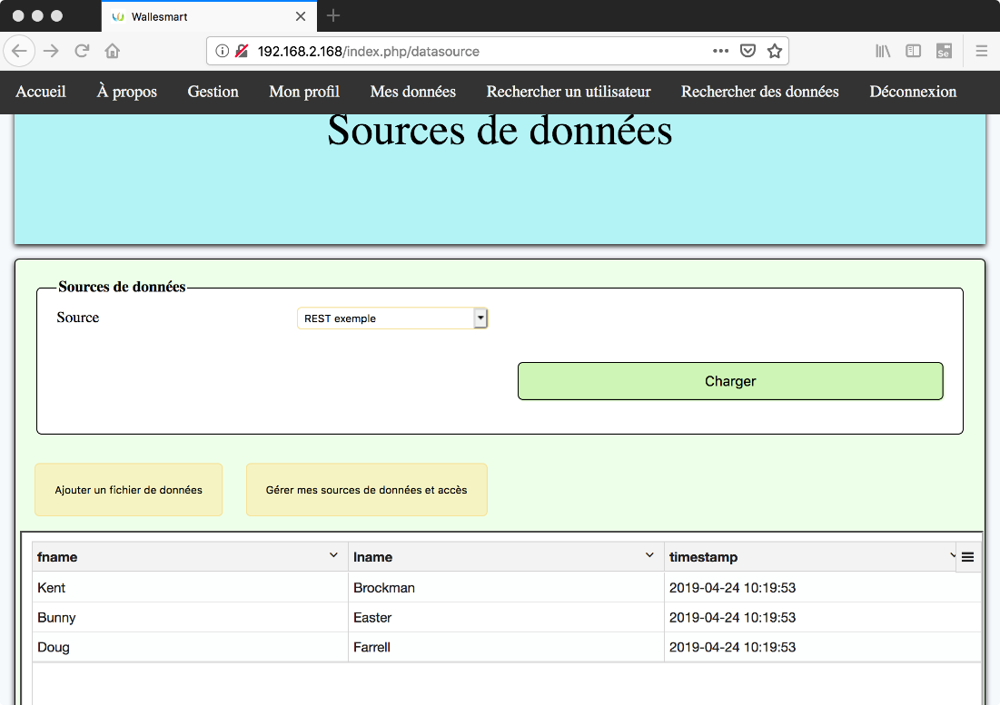 Wallesmart
192.168.2.168/index.php/datasource
Se
Accueil À propos Gestion Mon profil Mes données Rechercher un utilisateur Rechercher des données Déconnexion
Sources de données
Sources de données
Source REST exemple
Charger
Ajouter un fichier de données Gérer mes sources de données et accès
fname lname timestamp
Kent Brockman 2019-04-24 10:19:53
Bunny Easter 2019-04-24 10:19:53
Doug Farrell 2019-04-24 10:19:53